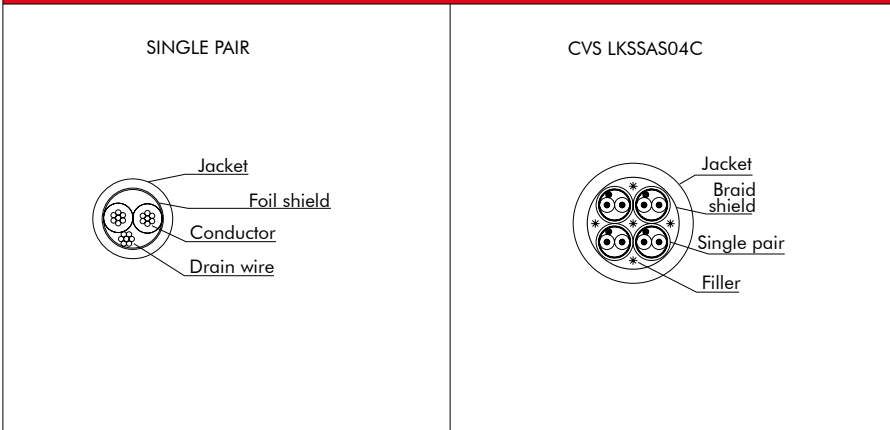 SINGLE PAIR
Jacket
Foil shield
Conductor
Drain wire
CVS LKSSAS04C
Jacket
Braid
shield
Single pair
Filler